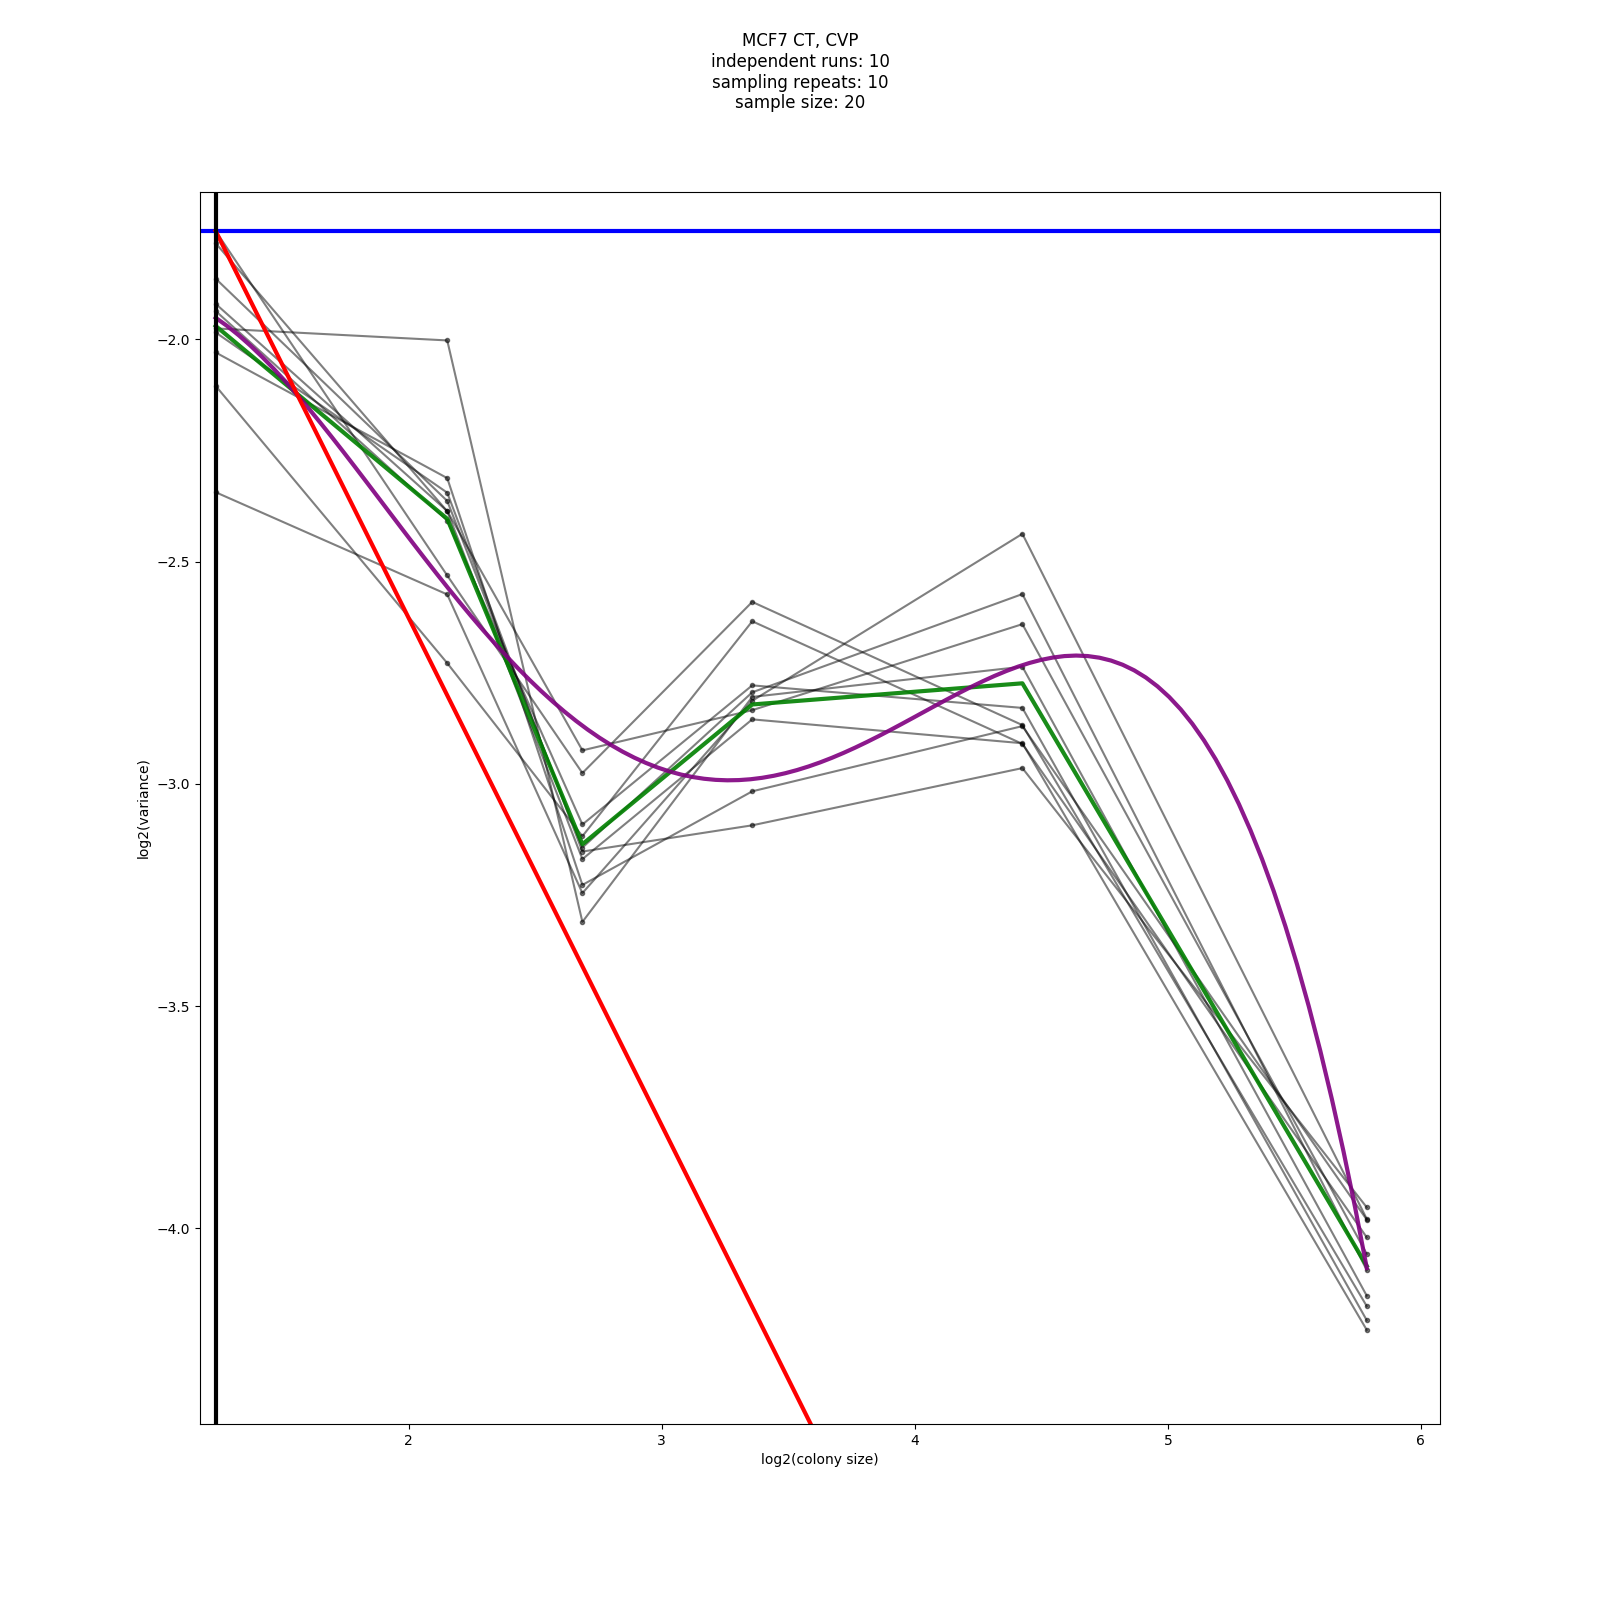 MCF7 CT, CVP
independent runs: 10
sampling repeats: 10
sample size: 20
−2.0
−2.5
−3.0
−3.5
−4.0
log2(variance)
2 3 4 5 6
log2(colony size)